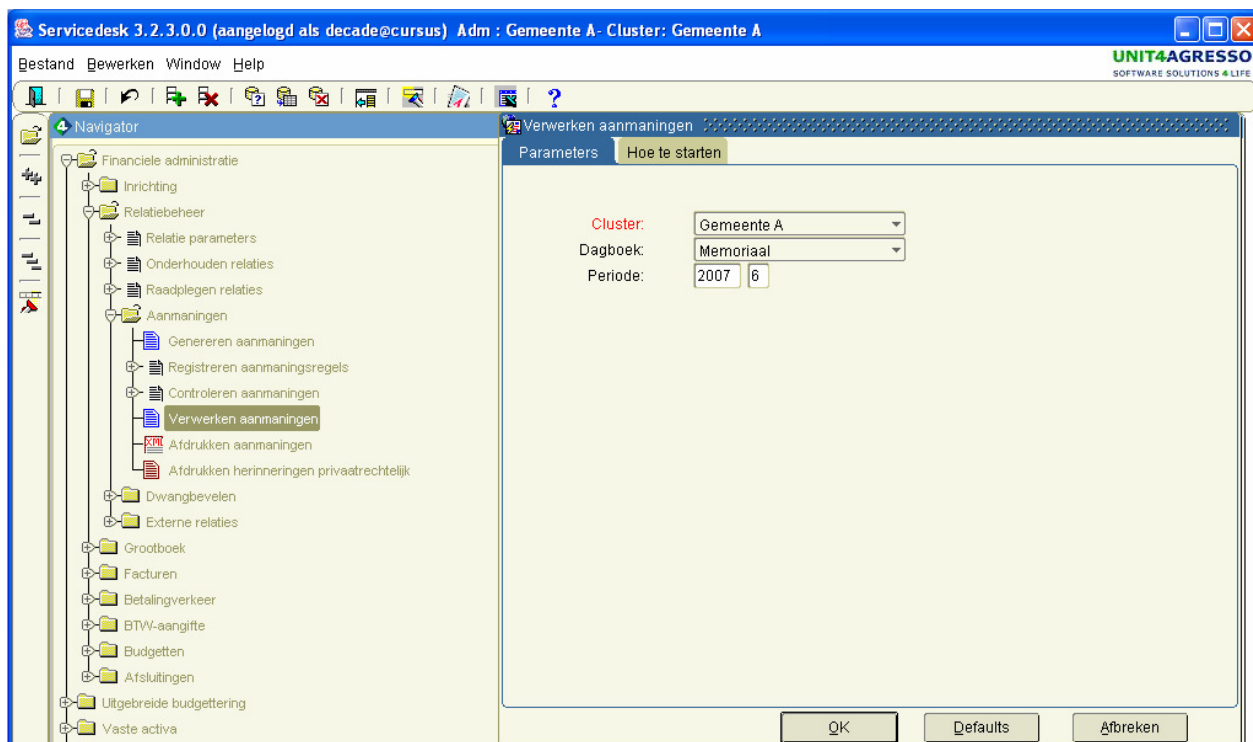 Servicedesk 3.2.3.0.0 (aangelogd als decade@cursus) Adm : Gemeente A- Cluster: Gemeente A
Bestand Bewerken Window Help
UNIT4AGRESSO
SOFTWARE SOLUTIONS 4 LIFE
4 Navigator
Financiele administratie
Inrichting
Relatiebeheer
Relatie parameters
Onderhouden relaties
Raadplegen relaties
Aanmaningen
Genereren aanmaningen
Registreren aanmaningsregels
Controleren aanmaningen
Verwerken aanmaningen
XML Afdrukken aanmaningen
Afdrukken herinneringen privaatrechtelijk
Dwangbevelen
Externe relaties
Grootboek
Facturen
Betalingverkeer
BTW-aangifte
Budgetten
Afsluitingen
Uitgebreide budgettering
Vaste activa
Verwerken aanmaningen
Parameters Hoe te starten
Cluster: Gemeente A
Dagboek: Memoriaal
Periode: 2007 6
OK Defaults Afbreken